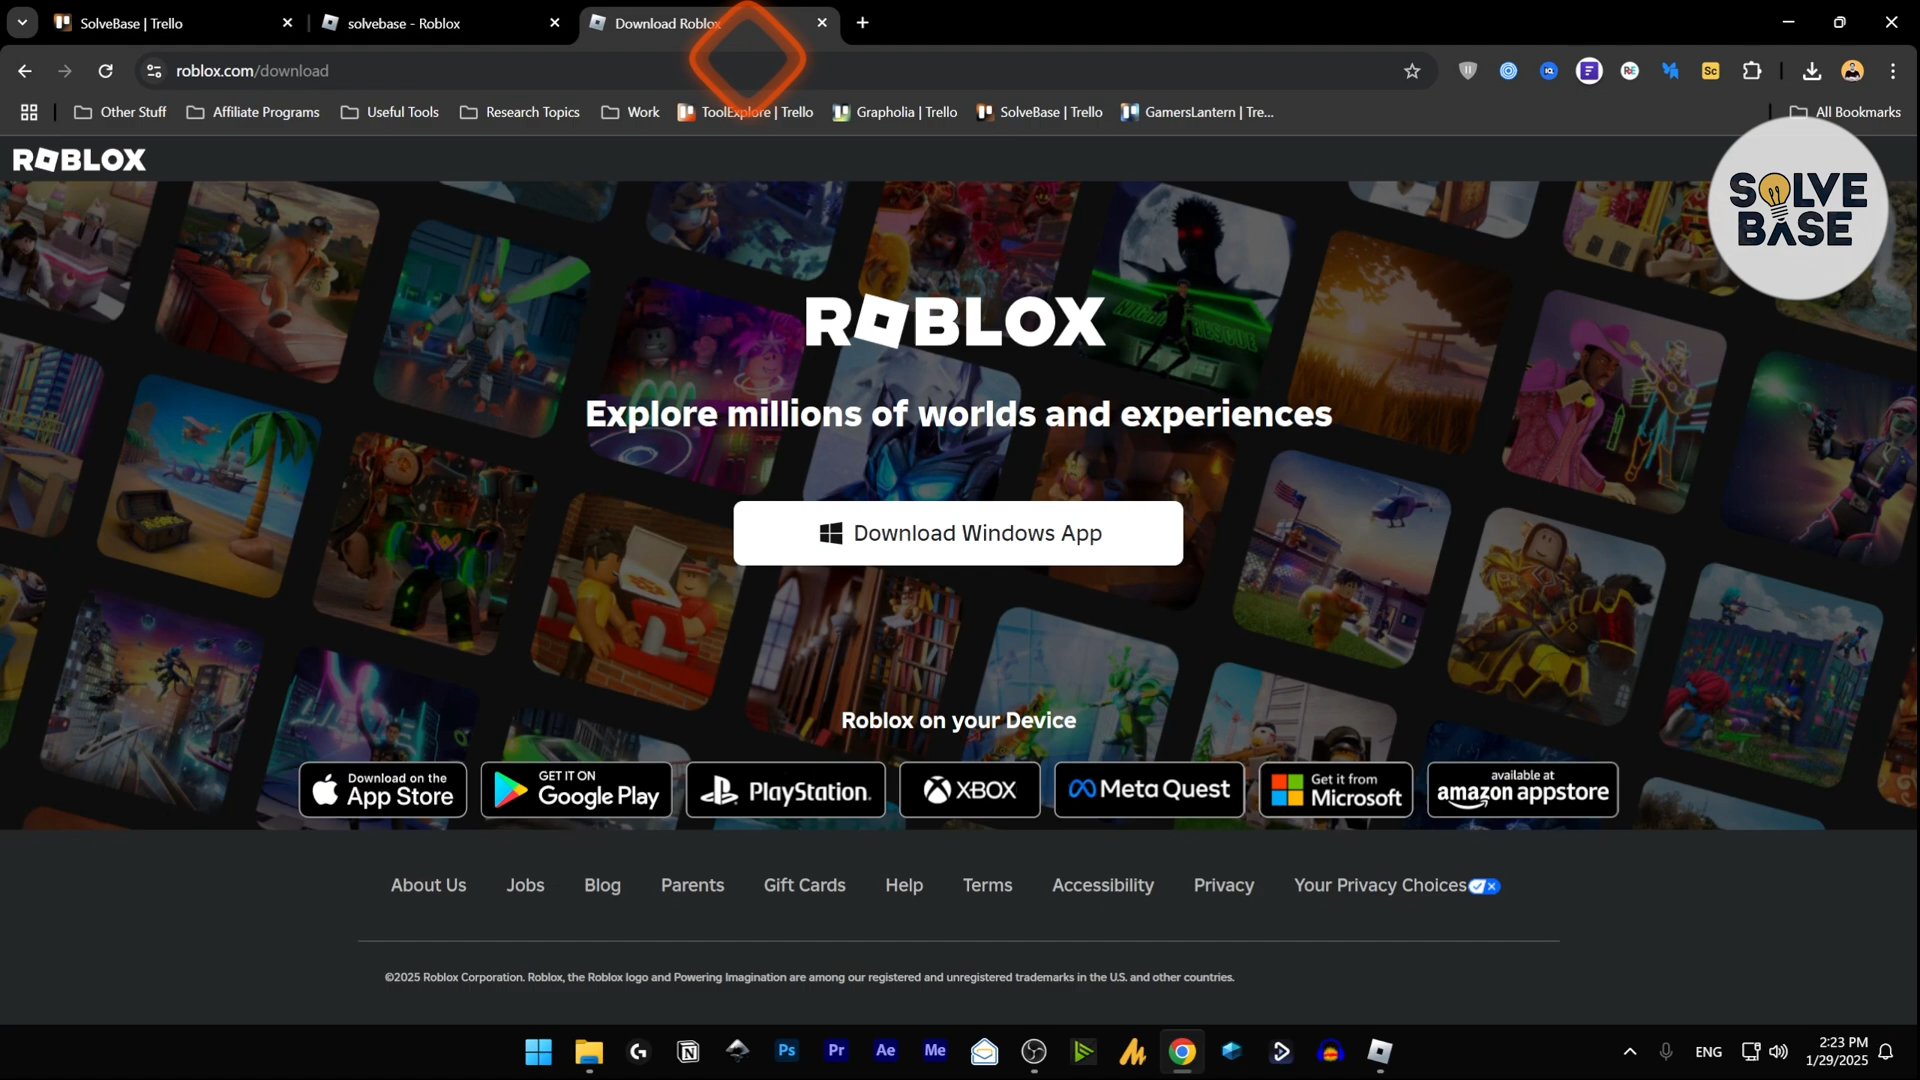 SolveBase | Trello
solvebase - Roblox
Download Roblox
roblox.com/download
Other Stuff
Affiliate Programs
Useful Tools
Research Topics
Work
ToolExplore | Trello
Grapholia | Trello
SolveBase | Trello
GamersLantern | Tre...
All Bookmarks
ROBLOX
SOLVE
BASE
ROBLOX
Explore millions of worlds and experiences
Download Windows App
Roblox on your Device
Download on the
App Store
GET IT ON
Google Play
PlayStation.
XBOX
Meta Quest
Get it from
Microsoft
available at
amazon appstore
About Us
Jobs
Blog
Parents
Gift Cards
Help
Terms
Accessibility
Privacy
Your Privacy Choices
©2025 Roblox Corporation. Roblox, the Roblox logo and Powering Imagination are among our registered and unregistered trademarks in the U.S. and other countries.
Ps
Pr
Ae
Me
ENG
2:23 PM
1/29/2025